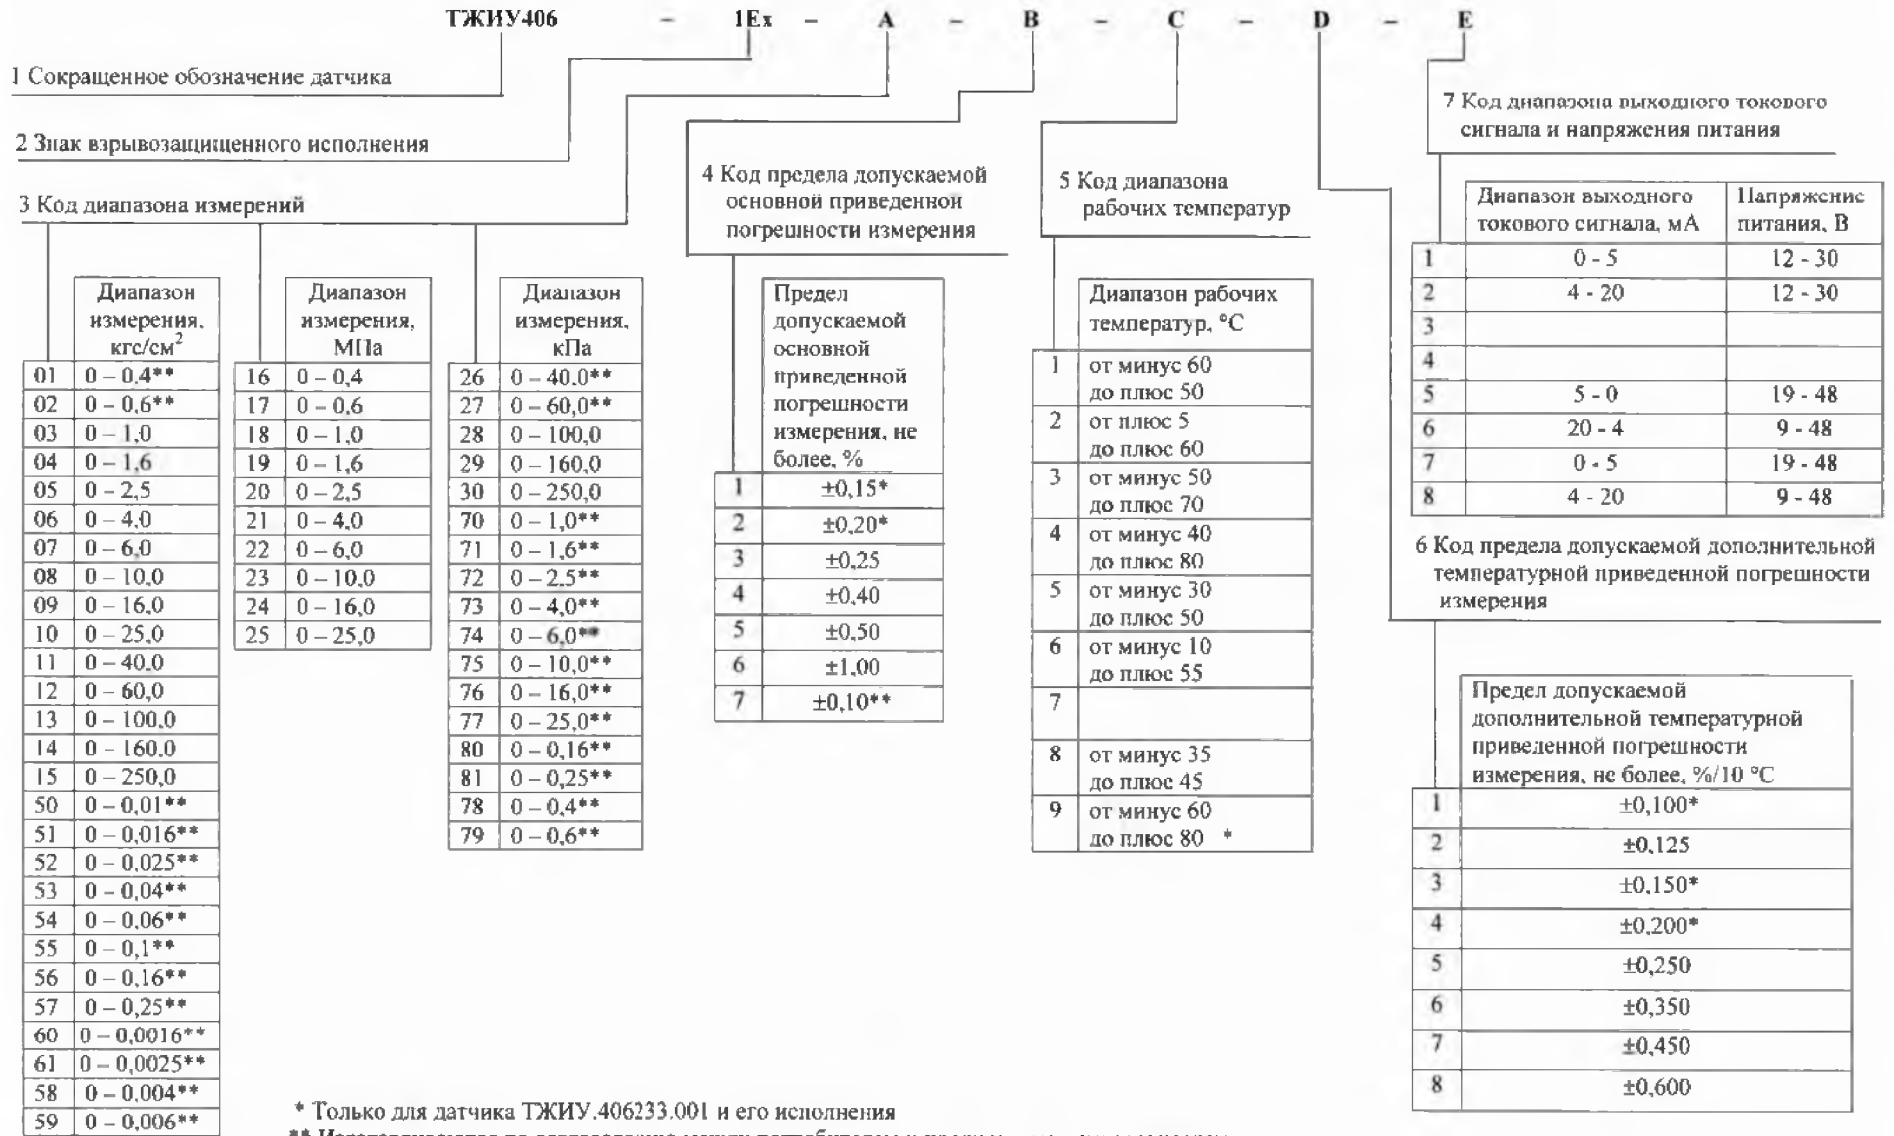 ТЖИУ406 – 1Ex – A – B – C – D – E
1 Сокращенное обозначение датчика
2 Знак взрывозащищенного исполнения
3 Код диапазона измерений
Диапазон
измерения,
кгс/см²
01 0 – 0,4**
02 0 – 0,6**
03 0 – 1,0
04 0 – 1,6
05 0 – 2,5
06 0 – 4,0
07 0 – 6,0
08 0 – 10,0
09 0 – 16,0
10 0 – 25,0
11 0 – 40,0
12 0 – 60,0
13 0 – 100,0
14 0 – 160,0
15 0 – 250,0
50 0 – 0,01**
51 0 – 0,016**
52 0 – 0,025**
53 0 – 0,04**
54 0 – 0,06**
55 0 – 0,1**
56 0 – 0,16**
57 0 – 0,25**
60 0 – 0,0016**
61 0 – 0,0025**
58 0 – 0,004**
59 0 – 0,006**
Диапазон
измерения,
МПа
16 0 – 0,4
17 0 – 0,6
18 0 – 1,0
19 0 – 1,6
20 0 – 2,5
21 0 – 4,0
22 0 – 6,0
23 0 – 10,0
24 0 – 16,0
25 0 – 25,0
Диапазон
измерения,
кПа
26 0 – 40,0**
27 0 – 60,0**
28 0 – 100,0
29 0 – 160,0
30 0 – 250,0
70 0 – 1,0**
71 0 – 1,6**
72 0 – 2,5**
73 0 – 4,0**
74 0 – 6,0**
75 0 – 10,0**
76 0 – 16,0**
77 0 – 25,0**
80 0 – 0,16**
81 0 – 0,25**
78 0 – 0,4**
79 0 – 0,6**
4 Код предела допускаемой
основной приведенной
погрешности измерения
Предел
допускаемой
основной
приведенной
погрешности
измерения, не
более, %
1 ±0,15*
2 ±0,20*
3 ±0,25
4 ±0,40
5 ±0,50
6 ±1,00
7 ±0,10**
5 Код диапазона
рабочих температур
Диапазон рабочих
температур, °С
1 от минус 60
до плюс 50
2 от плюс 5
до плюс 60
3 от минус 50
до плюс 70
4 от минус 40
до плюс 80
5 от минус 30
до плюс 50
6 от минус 10
до плюс 55
7
8 от минус 35
до плюс 45
9 от минус 60
до плюс 80 *
7 Код диапазона выходного токового
сигнала и напряжения питания
Диапазон выходного Напряжение
токового сигнала, мА питания, В
1 0 - 5 12 - 30
2 4 - 20 12 - 30
3
4
5 5 - 0 19 - 48
6 20 - 4 9 - 48
7 0 - 5 19 - 48
8 4 - 20 9 - 48
6 Код предела допускаемой дополнительной
температурной приведенной погрешности
измерения
Предел допускаемой
дополнительной температурной
приведенной погрешности
измерения, не более, %/10 °С
1 ±0,100*
2 ±0,125
3 ±0,150*
4 ±0,200*
5 ±0,250
6 ±0,350
7 ±0,450
8 ±0,600
* Только для датчика ТЖИУ.406233.001 и его исполнения